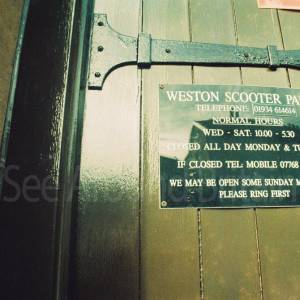 WESTON SCOOTER PA
TELEPHONE 01934 614614
NORMAL HOURS
WED - SAT: 10.00 - 5.30
CLOSED ALL DAY MONDAY & T
IF CLOSED TEL: MOBILE 07768
WE MAY BE OPEN SOME SUNDAY M
PLEASE RING FIRST